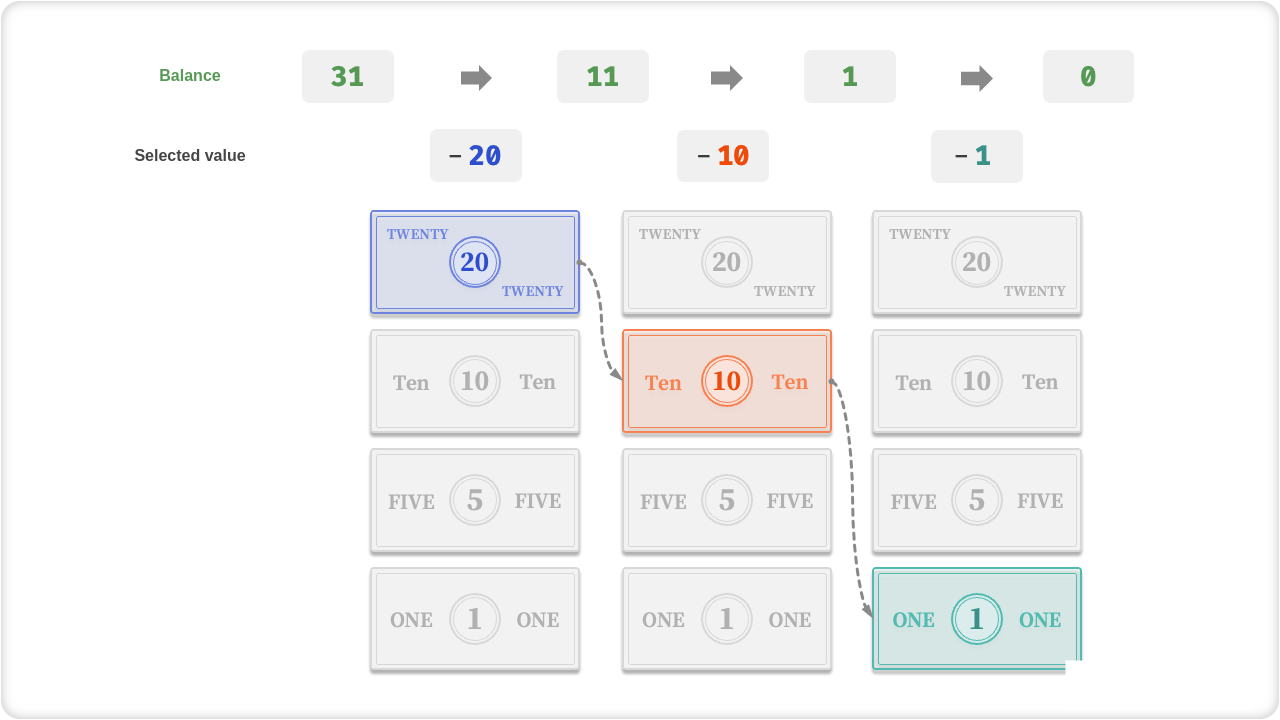 Balance 31 11 1 0
Selected value – 20 – 10 – 1
TWENTY TWENTY TWENTY
20 20 20
TWENTY TWENTY TWENTY
Ten 10 Ten Ten 10 Ten Ten 10 Ten
FIVE 5 FIVE FIVE 5 FIVE FIVE 5 FIVE
ONE 1 ONE ONE 1 ONE ONE 1 ONE